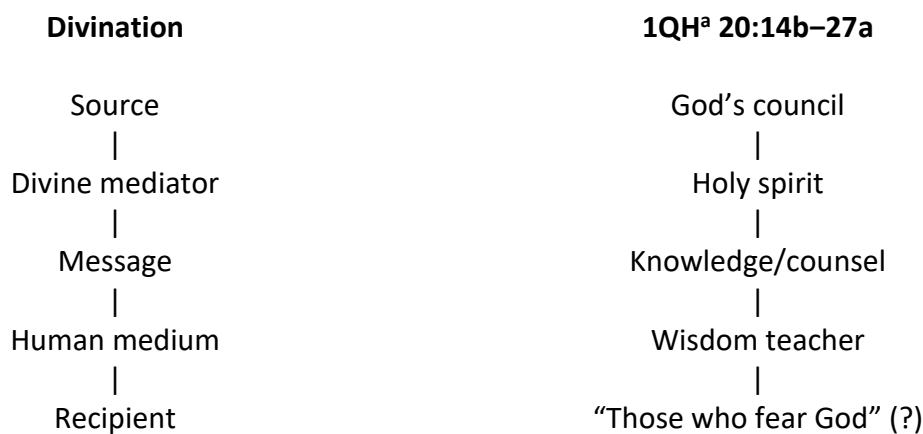 Divination 1QHᵃ 20:14b–27a
Source God’s council
| |
Divine mediator Holy spirit
| |
Message Knowledge/counsel
| |
Human medium Wisdom teacher
| |
Recipient “Those who fear God” (?)